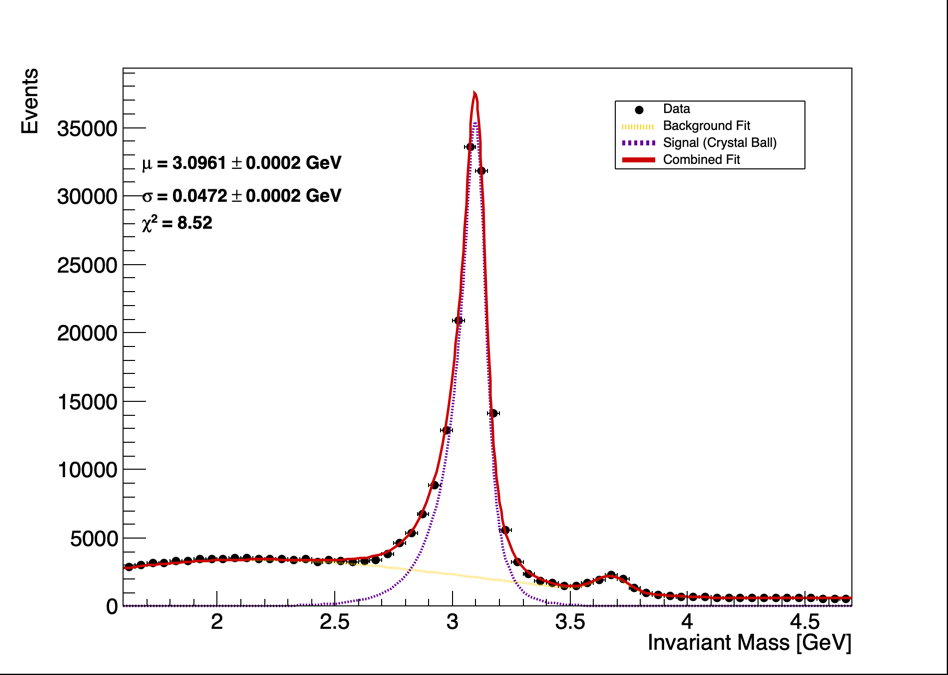 Events
35000
30000
25000
20000
15000
10000
5000
0
μ = 3.0961 ± 0.0002 GeV
σ = 0.0472 ± 0.0002 GeV
χ² = 8.52
Data
Background Fit
Signal (Crystal Ball)
Combined Fit
2 2.5 3 3.5 4 4.5
Invariant Mass [GeV]